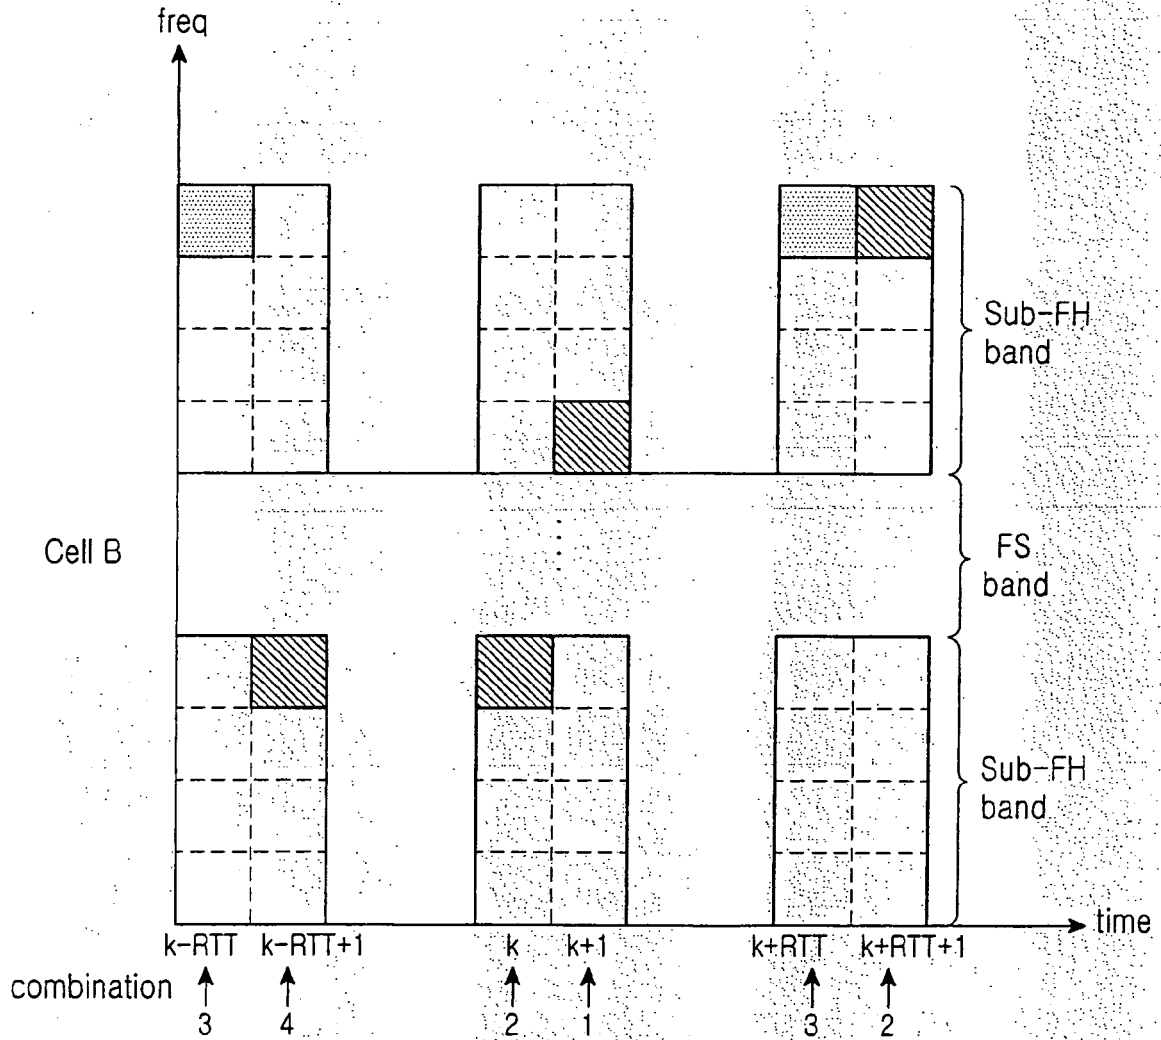 freq
Sub-FH
band
Cell B
FS
band
Sub-FH
band
time
k-RTT k-RTT+1 k k+1 k+RTT k+RTT+1
combination
3 4 2 1 3 2